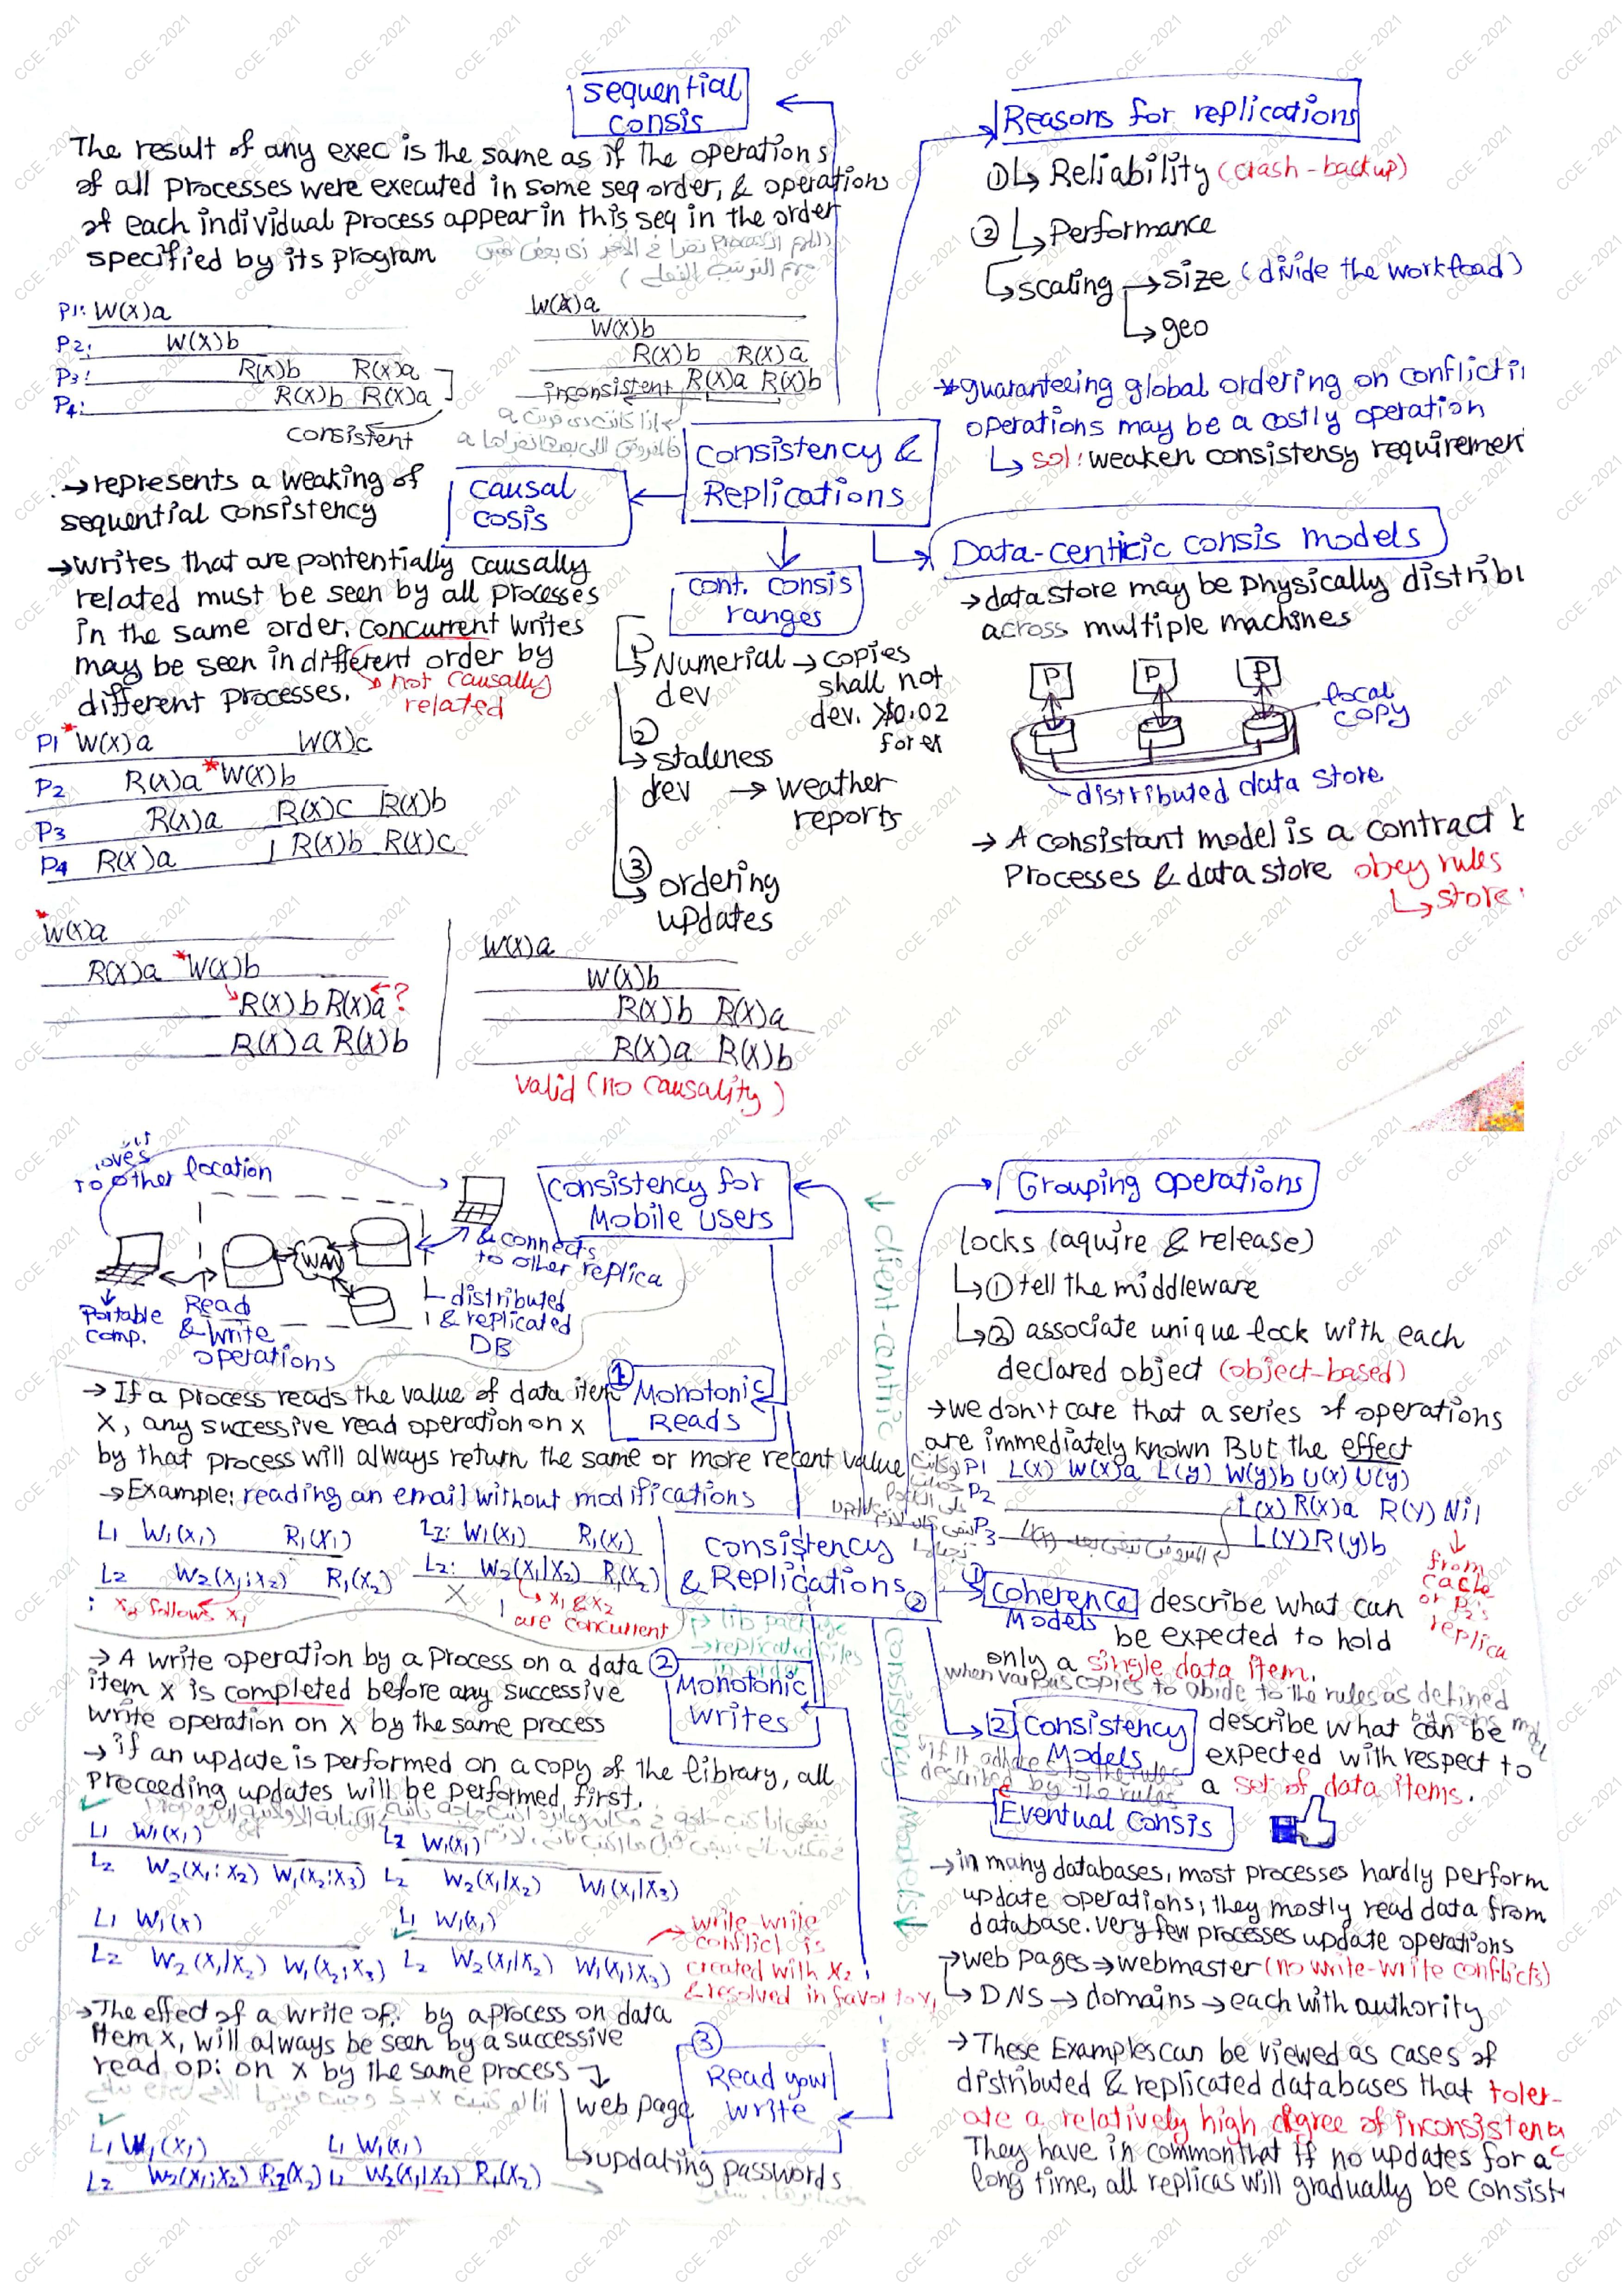 sequential
consis
The result of any exec is the same as if the operations
of all processes were executed in some seq order, & operations
of each individual process appear in this seq in the order
specified by its program
P1: W(x)a
P2: W(x)b
P3: R(x)b R(x)a
P4: R(x)b R(x)a
consistent
W(x)a
W(x)b
R(x)b R(x)a
inconsistent R(x)a R(x)b
Reasons for replications
① Reliability (crash-backup)
② Performance
scaling → size (divide the workload)
geo
* guaranteeing global ordering on conflicti
operations may be a costly operation
sol: weaken consistensy requiremen
Consistency &
Replications
causal
cosis
→ represents a weaking of
sequential consistency
→ writes that are pontentially causally
related must be seen by all processes
in the same order. concurrent writes
may be seen in different order by
different processes.
not causally
related
P1 * W(x)a W(x)c
P2 R(x)a * W(x)b
P3 R(x)a R(x)c R(x)b
P4 R(x)a R(x)b R(x)c
* W(x)a
R(x)a * W(x)b
R(x)b R(x)a ?
R(x)a R(x)b
W(x)a
W(x)b
R(x)b R(x)a
R(x)a R(x)b
valid (no causality)
cont. consis
ranges
① Numerial → copies
dev shall not
dev. >$0.02
for ex
②
staleness
dev → weather
reports
③ ordering
updates
Data-centicic consis models
→ data store may be physically distribu
across multiple machines
P P P
local
copy
distributed data store
→ A consistant model is a contract b
processes & data store obey rules
store
oves
to other location
WAN
Portable
comp.
Read
& write
operations
& connects
to other replica
distributed
& replicated
DB
Consistency for
Mobile users
① Monotonic
Reads
→ If a process reads the value of data item
x, any successive read operation on x
by that process will always return the same or more recent value
→ Example: reading an email without modifications
L1 W1(x1) R1(x1)
L2 W2(x1;x2) R1(x2)
x2 follows x1
L1: W1(x1) R1(x1)
L2: W2(x1|x2) R1(x2)
X
x1 & x2
are concurrent
Consistency
& Replications ②
client-centric
consistency models
lib package
→ replicated files
in order
② Monotonic
writes
→ A write operation by a process on a data
item x is completed before any successive
write operation on x by the same process
→ if an update is performed on a copy of the library, all
preceeding updates will be performed first.
L1 W1(x1)
L2 W2(x1;x2) W1(x2;x3)
L1 W1(x1)
L2 W2(x1|x2) W1(x1|x3)
L1 W1(x)
L2 W2(x1|x2) W1(x2;x3)
L1 W1(x1)
L2 W2(x1|x2) W1(x1;x3)
write-write
conflict is
created with x2
& resolved in favor to x1
→ The effect of a write op. by a process on data
item x, will always be seen by a successive
read op: on x by the same process
web page
updating passwords
③
Read your
write
L1 W1(x1)
L2 W2(x1;x2) R2(x2)
L1 W1(x1)
L2 W2(x1|x2) R1(x2)
Grouping operations
locks (aquire & release)
① tell the middleware
② associate unique lock with each
declared object (object-based)
→ we don't care that a series of operations
are immediately known BUT the effect
P1 L(x) W(x)a L(y) W(y)b U(x) U(y)
P2 L(x) R(x)a R(y) Nil
P3 L(y) R(y)b
from
cache
or P2's
replica
① Coherence
Models
describe what can
be expected to hold
only a single data item.
when various copies to abide to the rules as defined
② Consistency
Models
describe what can be
expected with respect to
a set of data items.
if it adhere to the rules
described by the rules
Eventual consis
→ in many databases, most processes hardly perform
update operations; they mostly read data from
database. Very few processes update operations
→ web pages → webmaster (no write-write conflicts)
DNS → domains → each with authority
→ These Examples can be viewed as cases of
distributed & replicated databases that toler-
ate a relatively high degree of inconsistenc
They have in common that if no updates for a
long time, all replicas will gradually be consist
CCE - 2021